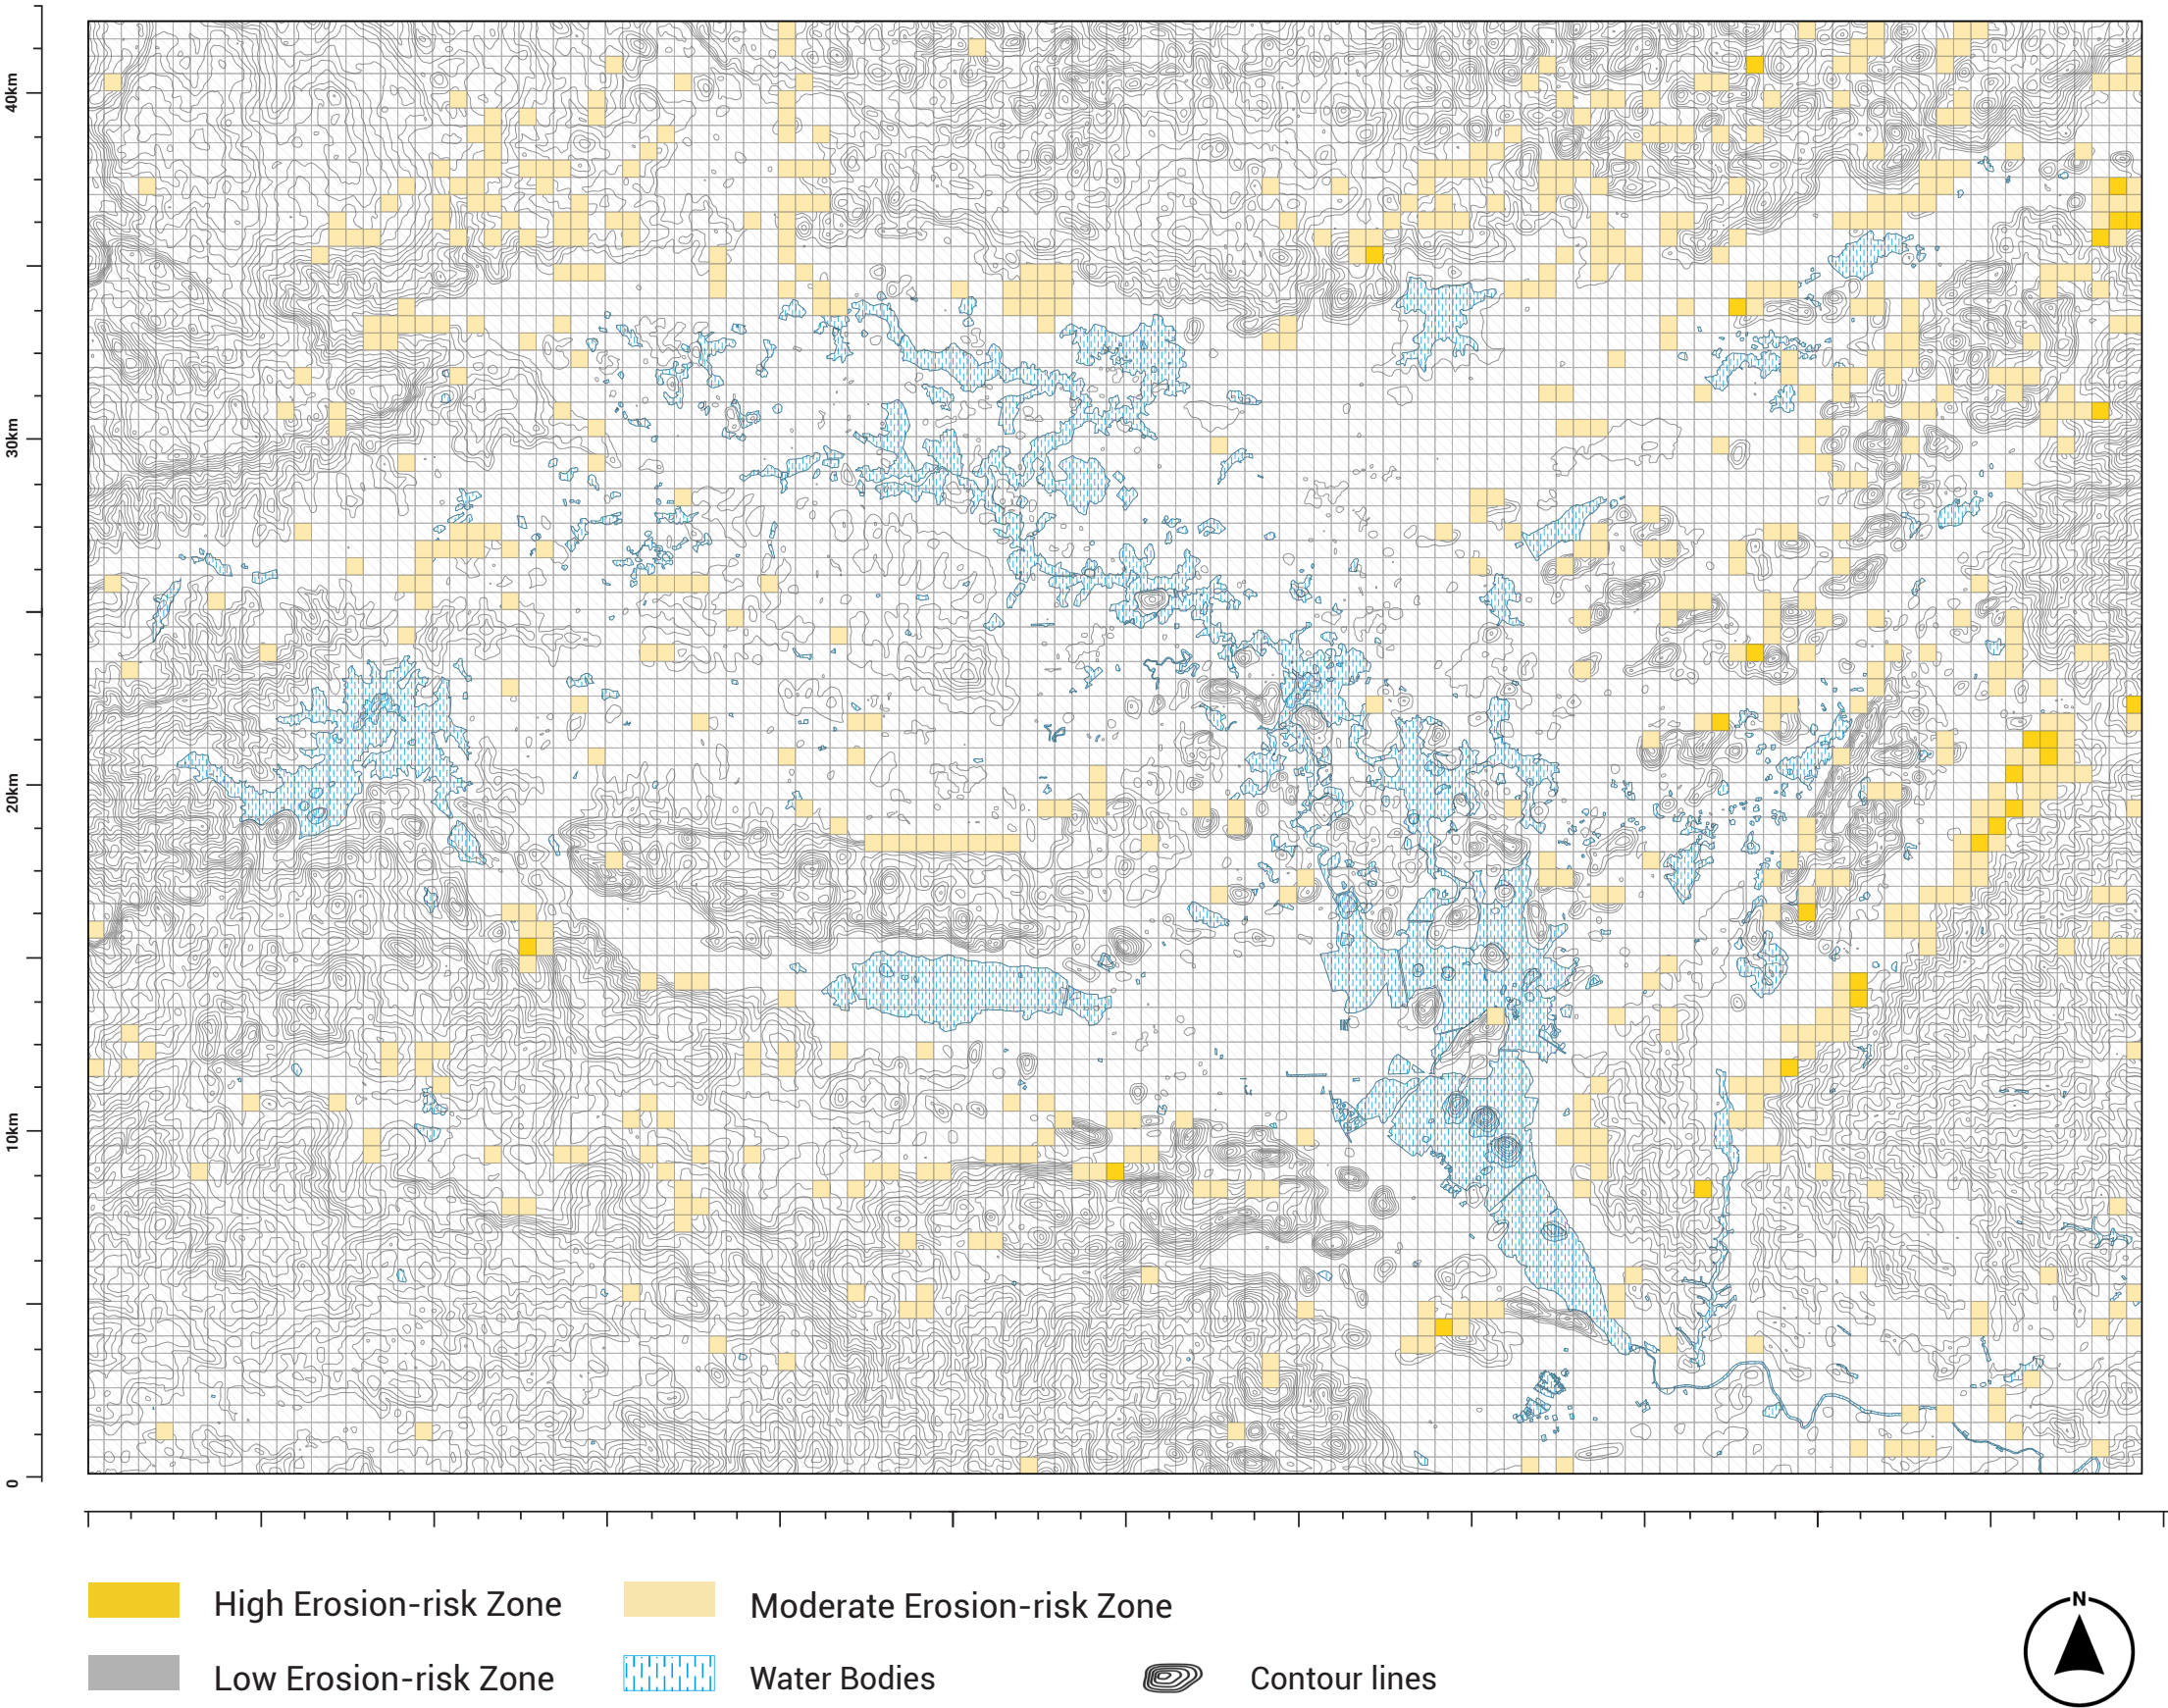 40km
30km
20km
10km
0
High Erosion-risk Zone
Moderate Erosion-risk Zone
N
Low Erosion-risk Zone
Water Bodies
Contour lines